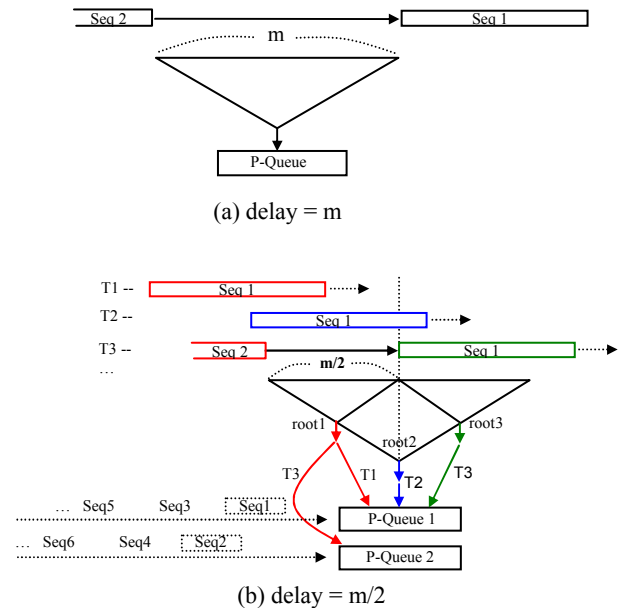 Seq 2
Seq 1
m
P-Queue
(a) delay = m
T1 --
Seq 1
T2 --
Seq 1
T3 --
Seq 2
Seq 1
…
m/2
root1
root2
root3
T3
T1
T2
T3
… Seq5 Seq3 Seq1
P-Queue 1
… Seq6 Seq4 Seq2
P-Queue 2
(b) delay = m/2